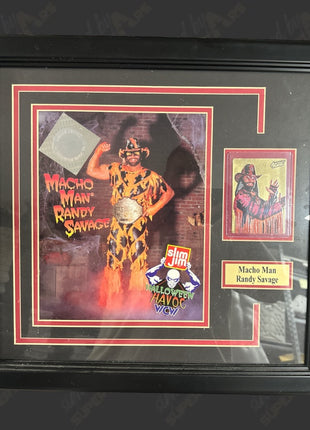 MACHO
MAN
RANDY
SAVAGE
Slim
Jim
HALLOWEEN
HAVOC
WCW
Macho Man
Randy Savage